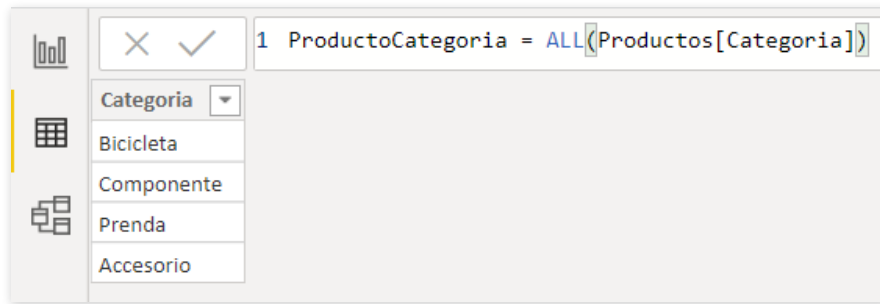 1 ProductoCategoria = ALL(Productos[Categoria])
Categoria
Bicicleta
Componente
Prenda
Accesorio